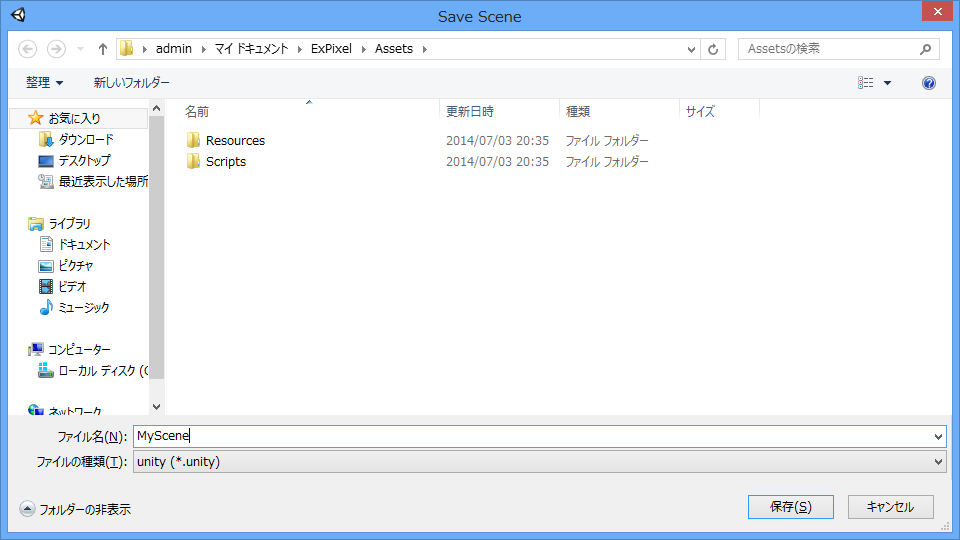 Save Scene
admin マイ ドキュメント ExPixel Assets
Assetsの検索
整理 新しいフォルダー
名前 更新日時 種類 サイズ
お気に入り
ダウンロード
デスクトップ
最近表示した場所
ライブラリ
ドキュメント
ピクチャ
ビデオ
ミュージック
コンピューター
ローカル ディスク (C
ネットワーク
Resources 2014/07/03 20:35 ファイル フォルダー
Scripts 2014/07/03 20:35 ファイル フォルダー
ファイル名(N): MyScene
ファイルの種類(T): unity (*.unity)
フォルダーの非表示
保存(S) キャンセル